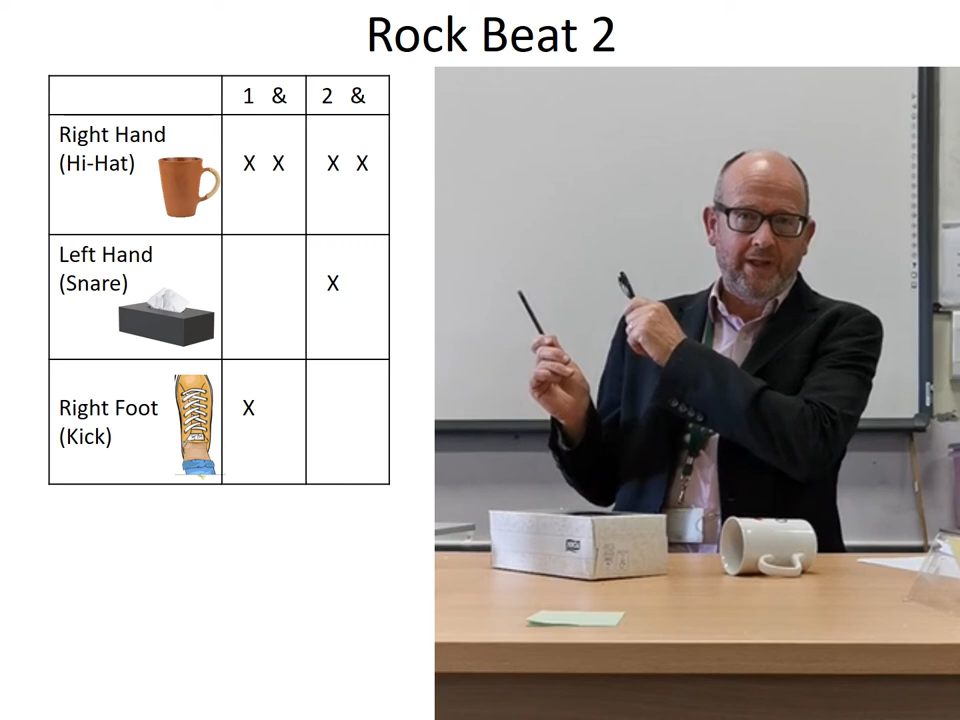 Rock Beat 2
1 & 2 &
Right Hand
(Hi-Hat)
X X X X
Left Hand
(Snare)
X
Right Foot
(Kick)
X